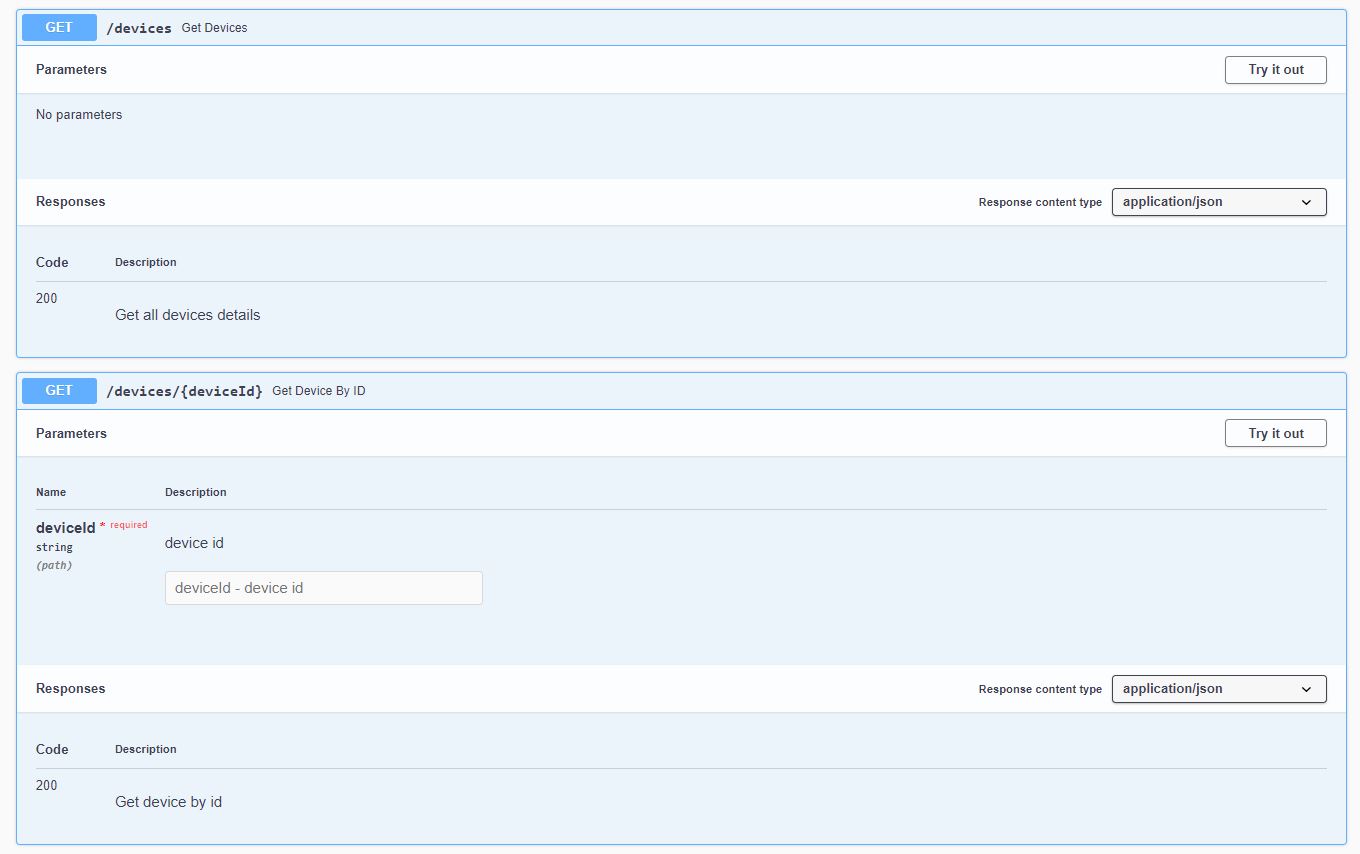 GET /devices Get Devices
Parameters Try it out
No parameters
Responses Response content type application/json
Code Description
200
Get all devices details
GET /devices/{deviceId} Get Device By ID
Parameters Try it out
Name Description
deviceId * required
string
(path)
device id
deviceId - device id
Responses Response content type application/json
Code Description
200
Get device by id